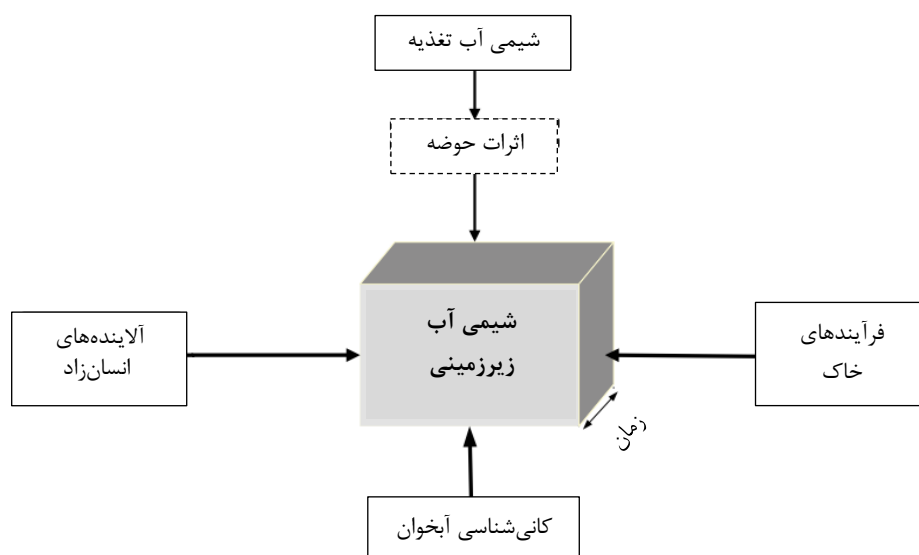 شیمی آب تغذیه
اثرات حوضه
شیمی آب
زیرزمینی
فرآیندهای
خاک
آلاینده‌های
انسان‌زاد
زمان
کانی‌شناسی آبخوان